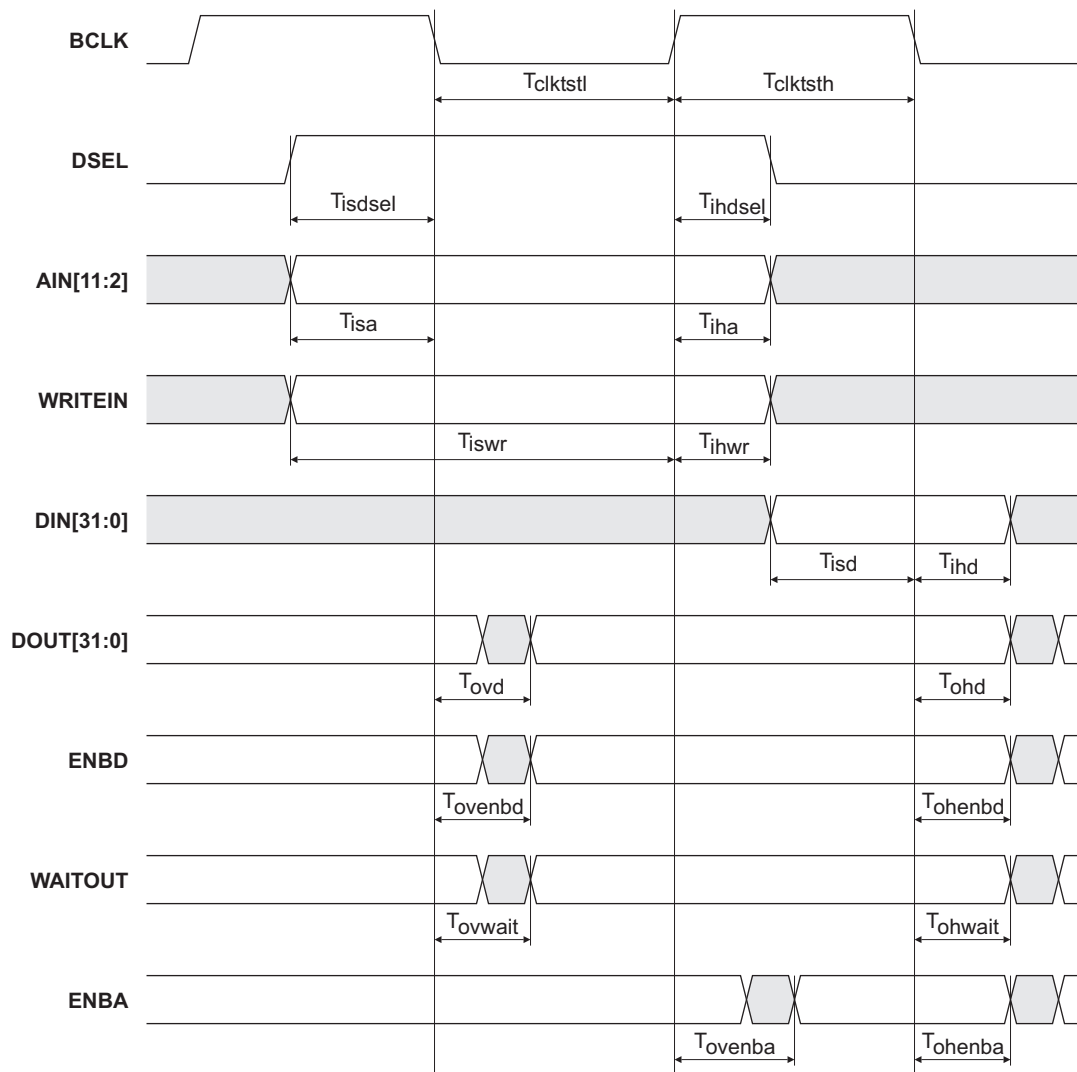 BCLK
Tclktstl Tclktsth
DSEL
Tisdsel Tihdsel
AIN[11:2]
Tisa Tiha
WRITEIN
Tiswr Tihwr
DIN[31:0]
Tisd Tihd
DOUT[31:0]
Tovd Tohd
ENBD
Tovenbd Tohenbd
WAITOUT
Tovwait Tohwait
ENBA
Tovenba Tohenba